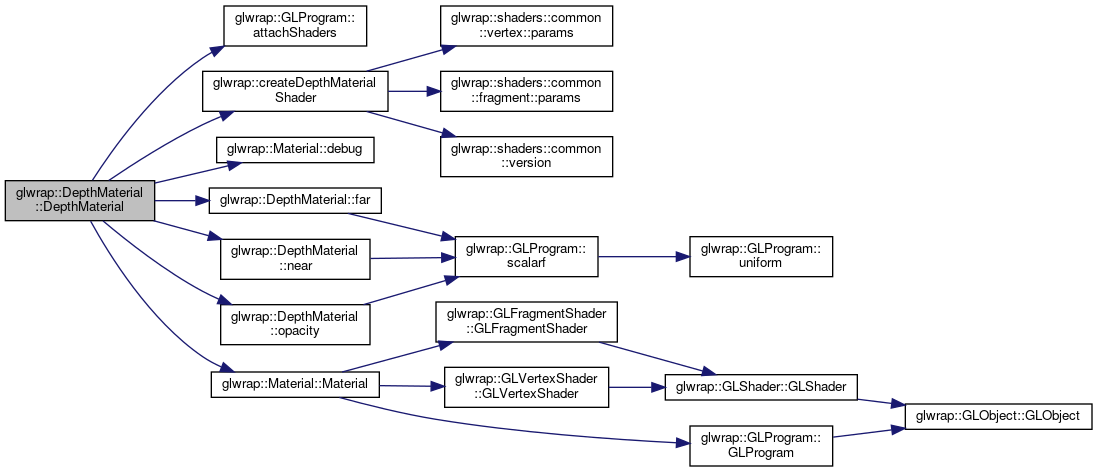 glwrap::DepthMaterial
::DepthMaterial
glwrap::GLProgram::
attachShaders
glwrap::createDepthMaterial
Shader
glwrap::Material::debug
glwrap::DepthMaterial::far
glwrap::DepthMaterial
::near
glwrap::DepthMaterial
::opacity
glwrap::Material::Material
glwrap::shaders::common
::vertex::params
glwrap::shaders::common
::fragment::params
glwrap::shaders::common
::version
glwrap::GLProgram::
scalarf
glwrap::GLFragmentShader
::GLFragmentShader
glwrap::GLVertexShader
::GLVertexShader
glwrap::GLProgram::
uniform
glwrap::GLShader::GLShader
glwrap::GLProgram::
GLProgram
glwrap::GLObject::GLObject